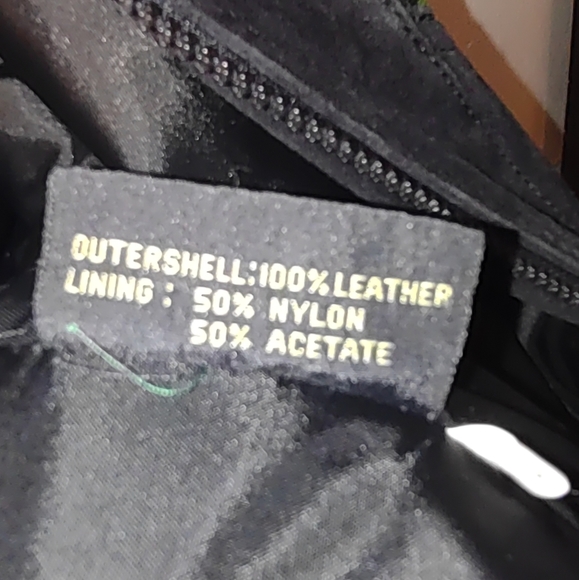 OUTERSHELL:100% LEATHER
LINING : 50% NYLON
50% ACETATE